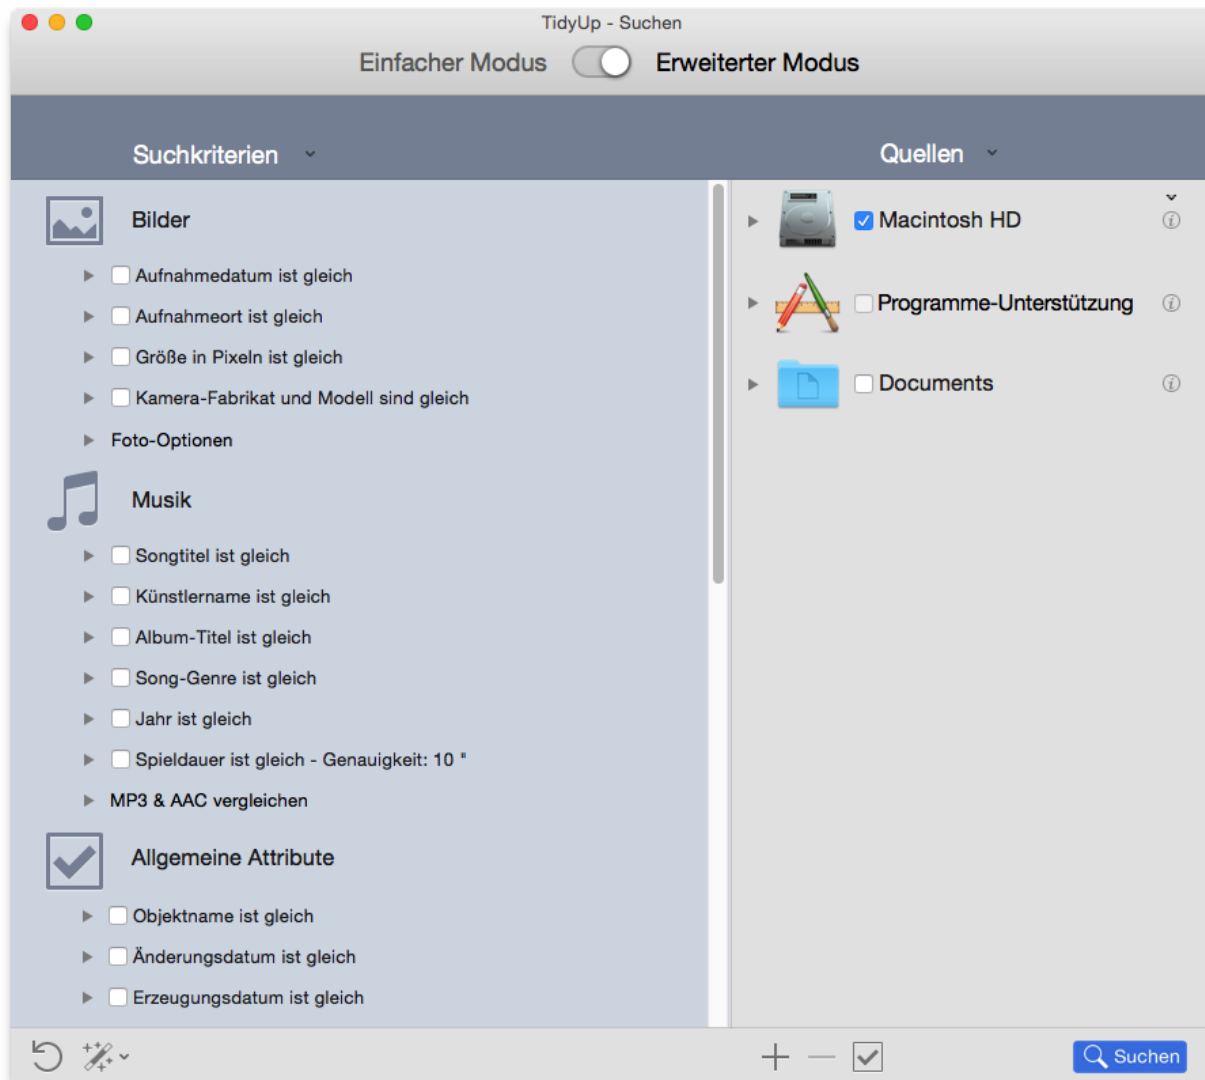 TidyUp - Suchen
Einfacher Modus Erweiterter Modus
Suchkriterien
Bilder
Aufnahmedatum ist gleich
Aufnahmeort ist gleich
Größe in Pixeln ist gleich
Kamera-Fabrikat und Modell sind gleich
Foto-Optionen
Musik
Songtitel ist gleich
Künstlername ist gleich
Album-Titel ist gleich
Song-Genre ist gleich
Jahr ist gleich
Spieldauer ist gleich - Genauigkeit: 10 "
MP3 & AAC vergleichen
Allgemeine Attribute
Objektname ist gleich
Änderungsdatum ist gleich
Erzeugungsdatum ist gleich
Quellen
Macintosh HD
Programme-Unterstützung
Documents
Suchen